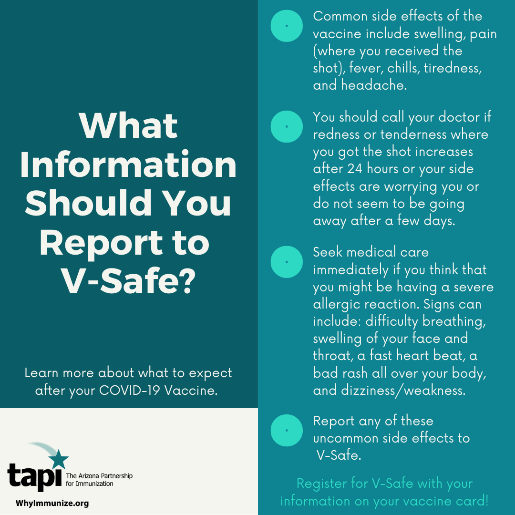 What
Information
Should You
Report to
V-Safe?
Learn more about what to expect
after your COVID-19 Vaccine.
tapi
The Arizona Partnership
for Immunization
WhyImmunize.org
Common side effects of the
vaccine include swelling, pain
(where you received the
shot), fever, chills, tiredness,
and headache.
You should call your doctor if
redness or tenderness where
you got the shot increases
after 24 hours or your side
effects are worrying you or
do not seem to be going
away after a few days.
Seek medical care
immediately if you think that
you might be having a severe
allergic reaction. Signs can
include: difficulty breathing,
swelling of your face and
throat, a fast heart beat, a
bad rash all over your body,
and dizziness/weakness.
Report any of these
uncommon side effects to
V-Safe.
Register for V-Safe with your
information on your vaccine card!